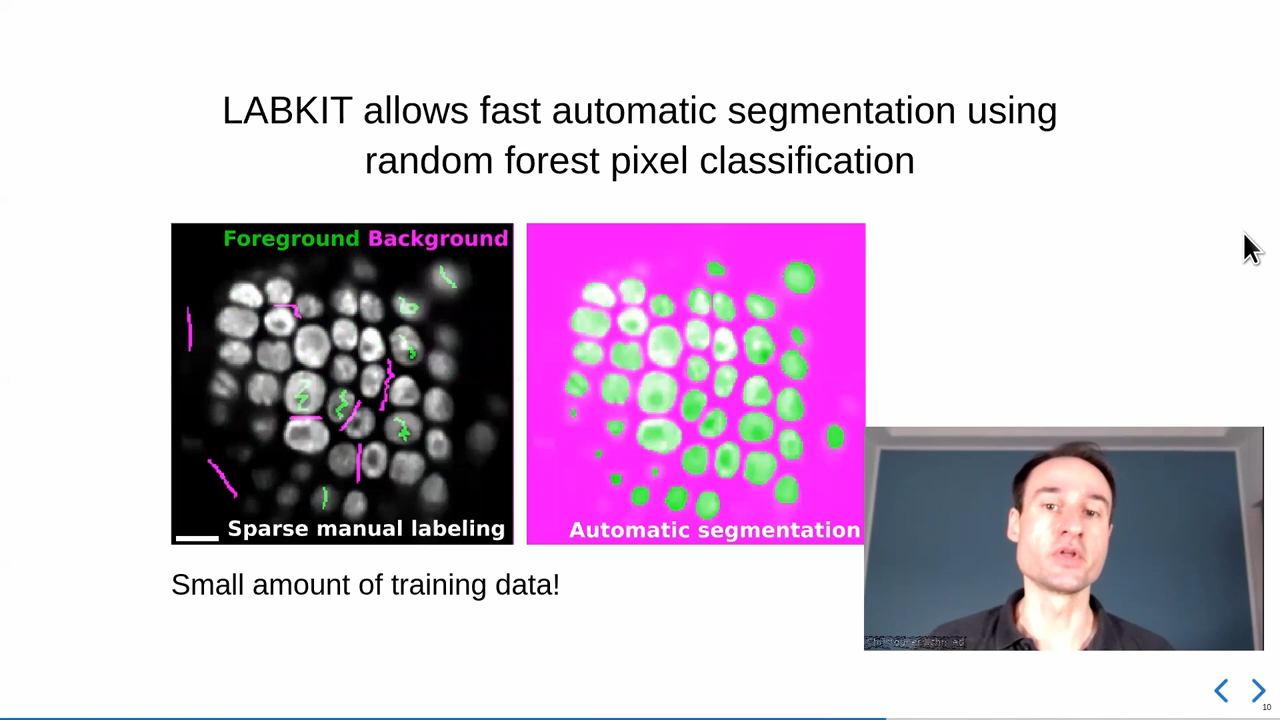 LABKIT allows fast automatic segmentation using
random forest pixel classification
Foreground Background
Sparse manual labeling
Automatic segmentation
Small amount of training data!
10